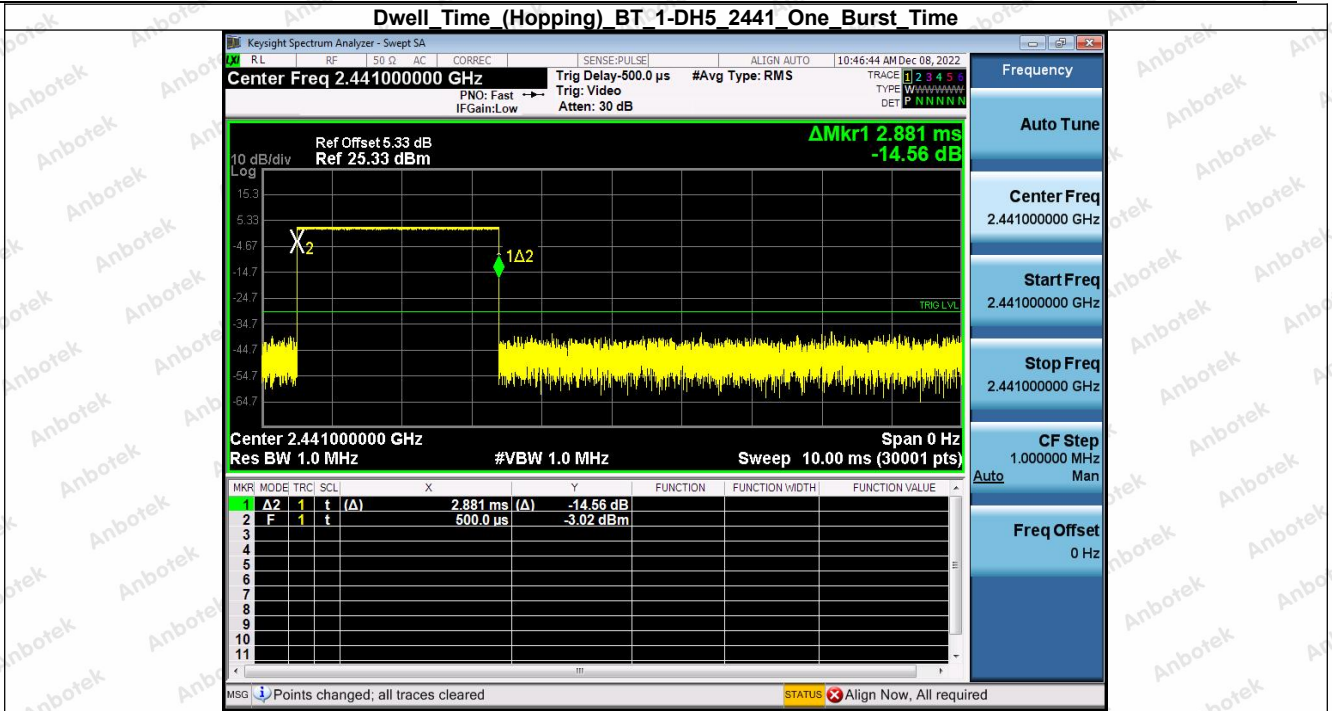 Dwell_Time_(Hopping)_BT_1-DH5_2441_One_Burst_Time
Keysight Spectrum Analyzer - Swept SA
LXI RL RF 50 Ω AC CORREC SENSE:PULSE ALIGN AUTO 10:46:44 AM Dec 08, 2022
Center Freq 2.441000000 GHz
PNO: Fast
IFGain:Low
Trig Delay-500.0 µs
Trig: Video
Atten: 30 dB
#Avg Type: RMS
TRACE 1 2 3 4 5 6
TYPE WWWWWW
DET P N N N N N
Frequency
Auto Tune
Center Freq
2.441000000 GHz
Start Freq
2.441000000 GHz
Stop Freq
2.441000000 GHz
CF Step
1.000000 MHz
Auto Man
Freq Offset
0 Hz
Ref Offset 5.33 dB
10 dB/div Ref 25.33 dBm
Log
ΔMkr1 2.881 ms
-14.56 dB
15.3
5.33
-4.67
-14.7
-24.7
-34.7
-44.7
-54.7
-64.7
X2
1Δ2
TRIG LVL
Center 2.441000000 GHz Span 0 Hz
Res BW 1.0 MHz #VBW 1.0 MHz Sweep 10.00 ms (30001 pts)
MKR MODE TRC SCL X Y FUNCTION FUNCTION WIDTH FUNCTION VALUE
1 Δ2 1 t (Δ) 2.881 ms (Δ) -14.56 dB
2 F 1 t 500.0 µs -3.02 dBm
3
4
5
6
7
8
9
10
11
MSG Points changed; all traces cleared STATUS Align Now, All required
Anbotek